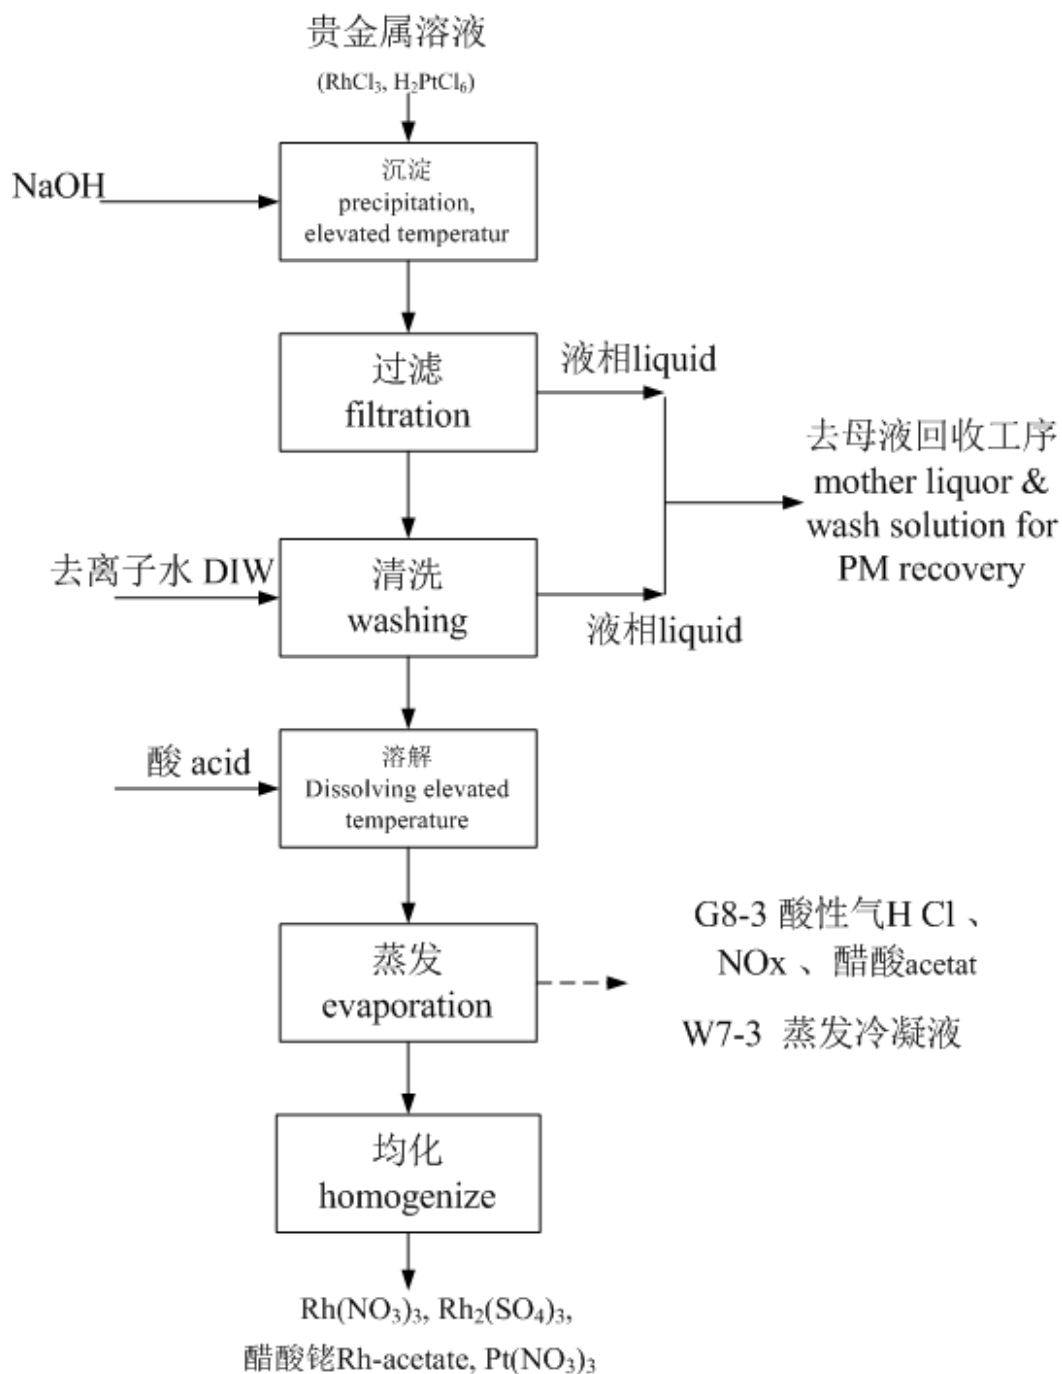 贵金属溶液
(RhCl₃, H₂PtCl₆)
NaOH
沉淀
precipitation,
elevated temperatur
过滤
filtration
液相liquid
去母液回收工序
mother liquor &
wash solution for
PM recovery
去离子水 DIW
清洗
washing
液相liquid
酸 acid
溶解
Dissolving elevated
temperature
蒸发
evaporation
G8-3 酸性气H Cl 、
NOx 、醋酸acetat
W7-3 蒸发冷凝液
均化
homogenize
Rh(NO₃)₃, Rh₂(SO₄)₃,
醋酸铑Rh-acetate, Pt(NO₃)₃